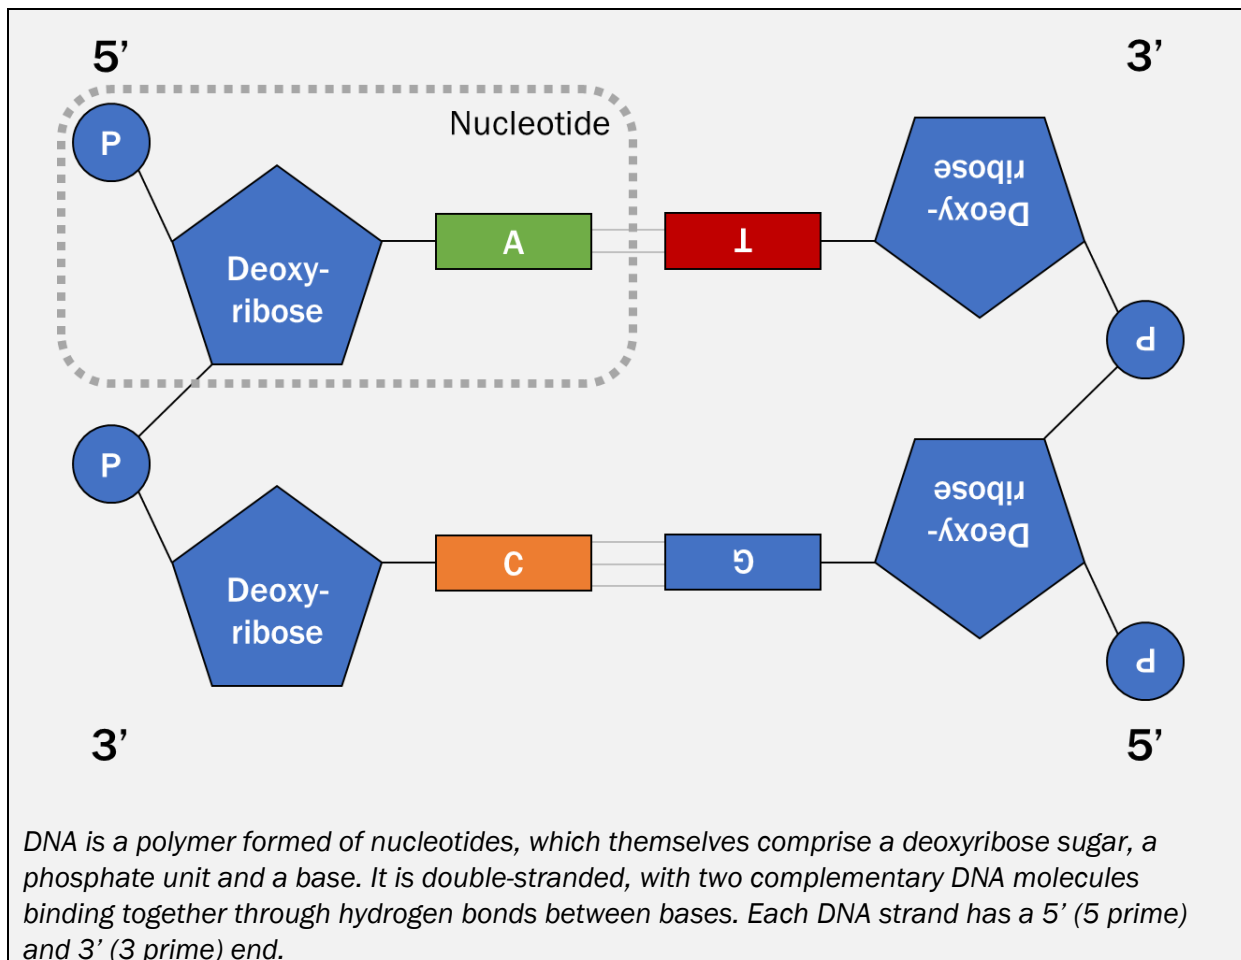 5’
3’
Nucleotide
P
Deoxy-
ribose
A
T
Deoxy-
ribose
P
P
Deoxy-
ribose
C
G
Deoxy-
ribose
P
3’
5’
DNA is a polymer formed of nucleotides, which themselves comprise a deoxyribose sugar, a
phosphate unit and a base. It is double-stranded, with two complementary DNA molecules
binding together through hydrogen bonds between bases. Each DNA strand has a 5’ (5 prime)
and 3’ (3 prime) end.